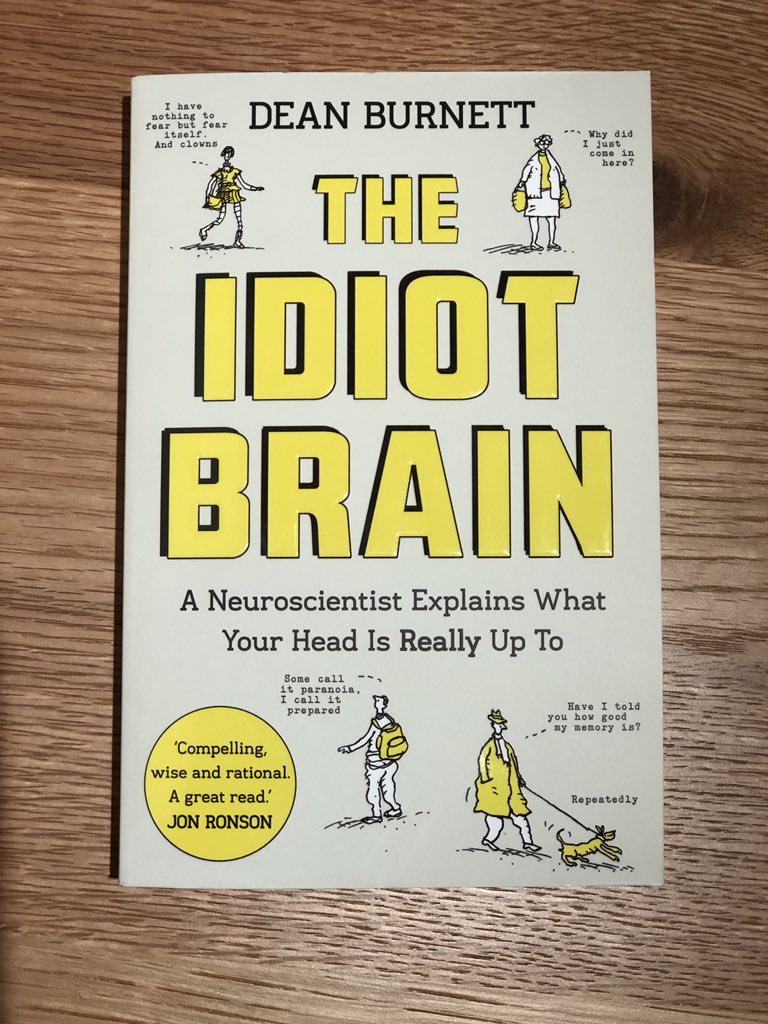 DEAN BURNETT
I have
nothing to
fear but fear
itself.
And clowns
Why did
I just
come in
here?
THE
IDIOT
BRAIN
A Neuroscientist Explains What
Your Head Is Really Up To
Some call
it paranoia,
I call it
prepared
Have I told
you how good
my memory is?
Repeatedly
'Compelling,
wise and rational.
A great read.'
JON RONSON